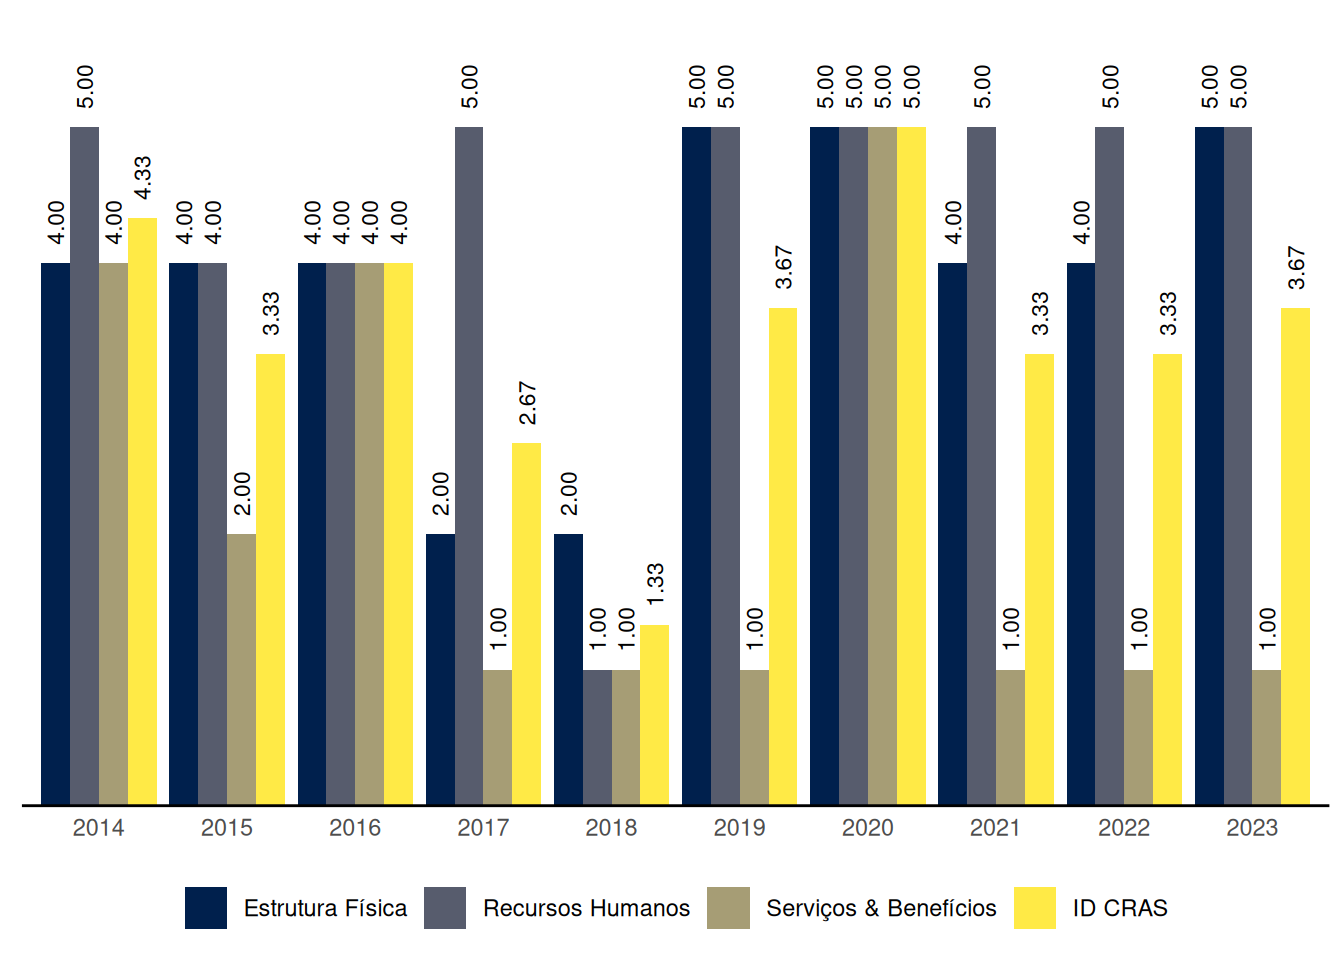 5.00 5.00 5.00 5.00 5.00 5.00 5.00 5.00 5.00 5.00 5.00 5.00
4.33
4.00 4.00 4.00 4.00 4.00 4.00 4.00 4.00 4.00 4.00
3.67 3.67
3.33 3.33 3.33
2.67
2.00 2.00 2.00
1.33
1.00 1.00 1.00 1.00 1.00 1.00 1.00
2014 2015 2016 2017 2018 2019 2020 2021 2022 2023
Estrutura Física Recursos Humanos Serviços & Benefícios ID CRAS